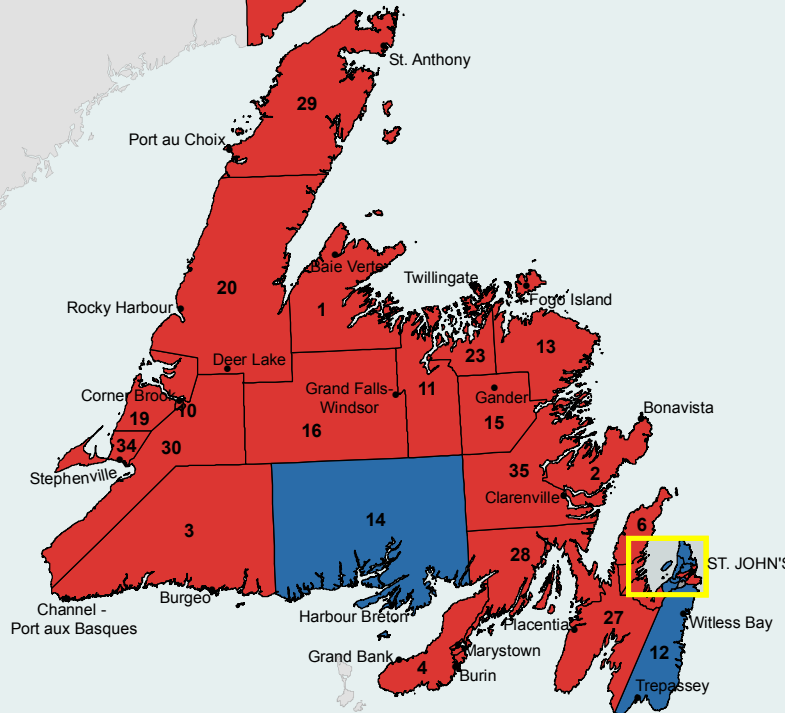 St. Anthony
29
Port au Choix
Baie Verte
20
Twillingate
Fogo Island
Rocky Harbour
1
13
23
Deer Lake
Grand Falls-
Windsor
11
Gander
Corner Brook
10
19
Bonavista
15
16
34
30
35
2
Stephenville
Clarenville
14
3
6
28
ST. JOHN'S
Burgeo
Channel -
Port aux Basques
Harbour Breton
Placentia
27
Witless Bay
Marystown
12
Grand Bank
4
Burin
Trepassey